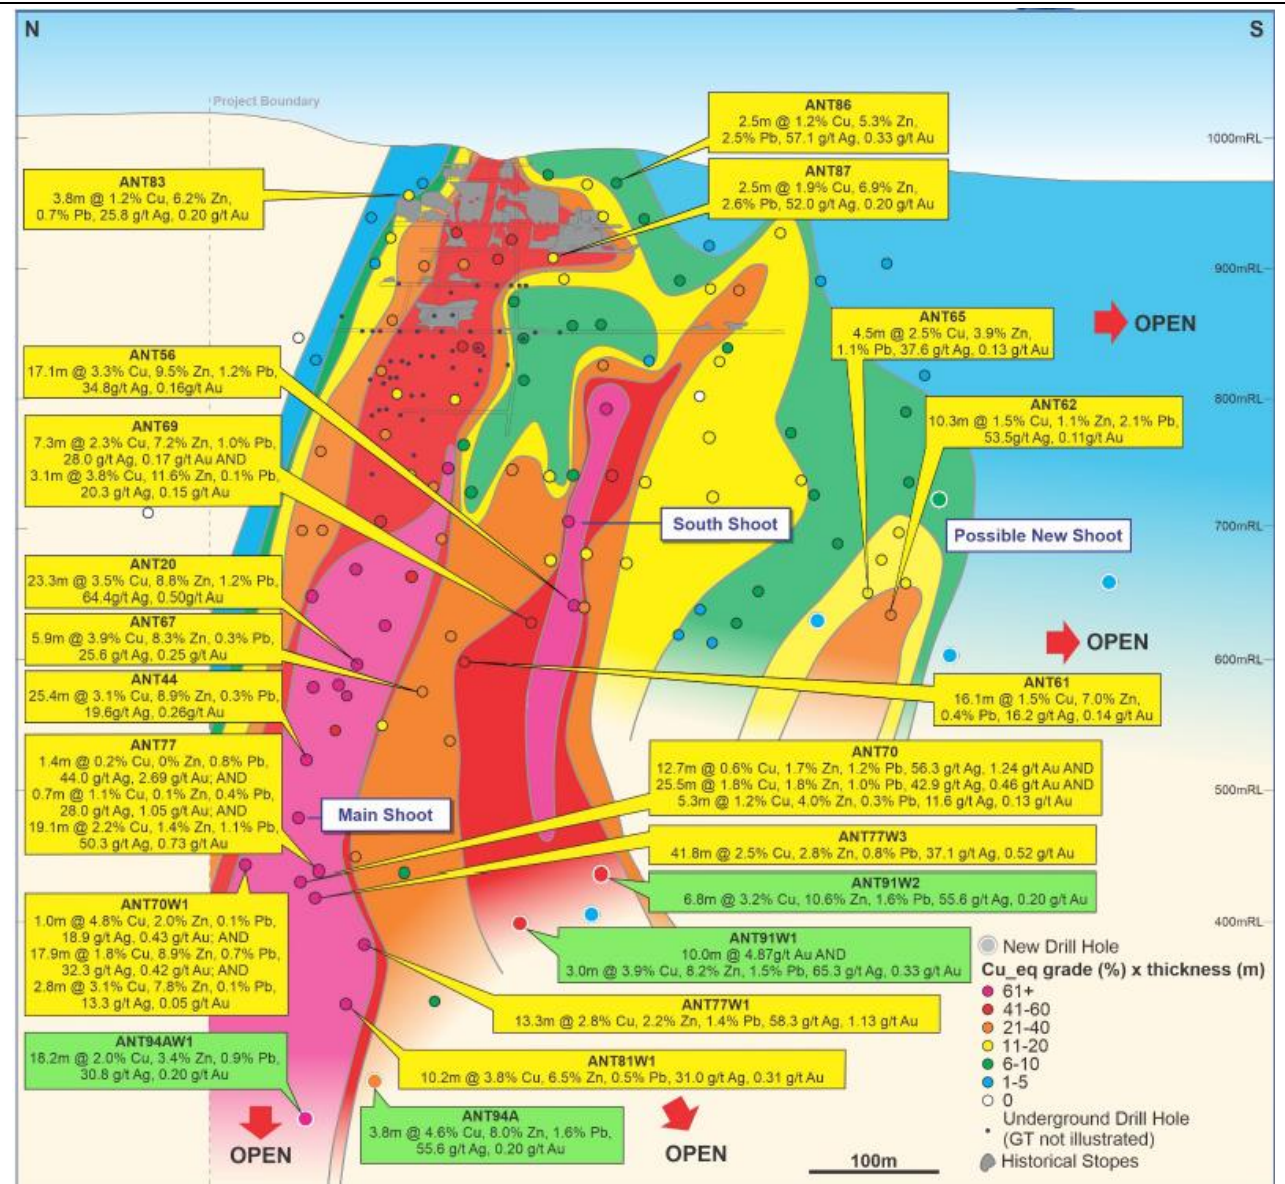 N
S
Project Boundary
ANT86
2.5m @ 1.2% Cu, 5.3% Zn,
2.5% Pb, 57.1 g/t Ag, 0.33 g/t Au
1000mRL
ANT87
2.5m @ 1.9% Cu, 6.9% Zn,
2.6% Pb, 52.0 g/t Ag, 0.20 g/t Au
ANT83
3.8m @ 1.2% Cu, 6.2% Zn,
0.7% Pb, 25.8 g/t Ag, 0.20 g/t Au
900mRL
ANT65
4.5m @ 2.5% Cu, 3.9% Zn,
1.1% Pb, 37.6 g/t Ag, 0.13 g/t Au
OPEN
ANT56
17.1m @ 3.3% Cu, 9.5% Zn, 1.2% Pb,
34.8g/t Ag, 0.16g/t Au
800mRL
ANT62
10.3m @ 1.5% Cu, 1.1% Zn, 2.1% Pb,
53.5g/t Ag, 0.11g/t Au
ANT69
7.3m @ 2.3% Cu, 7.2% Zn, 1.0% Pb,
28.0 g/t Ag, 0.17 g/t Au AND
3.1m @ 3.8% Cu, 11.6% Zn, 0.1% Pb,
20.3 g/t Ag, 0.15 g/t Au
South Shoot
700mRL
Possible New Shoot
ANT20
23.3m @ 3.5% Cu, 8.8% Zn, 1.2% Pb,
64.4g/t Ag, 0.50g/t Au
ANT67
5.9m @ 3.9% Cu, 8.3% Zn, 0.3% Pb,
25.6 g/t Ag, 0.25 g/t Au
OPEN
600mRL
ANT44
25.4m @ 3.1% Cu, 8.9% Zn, 0.3% Pb,
19.6g/t Ag, 0.26g/t Au
ANT61
16.1m @ 1.5% Cu, 7.0% Zn,
0.4% Pb, 16.2 g/t Ag, 0.14 g/t Au
ANT77
1.4m @ 0.2% Cu, 0% Zn, 0.8% Pb,
44.0 g/t Ag, 2.69 g/t Au; AND
0.7m @ 1.1% Cu, 0.1% Zn, 0.4% Pb,
28.0 g/t Ag, 1.05 g/t Au; AND
19.1m @ 2.2% Cu, 1.4% Zn, 1.1% Pb,
50.3 g/t Ag, 0.73 g/t Au
ANT70
12.7m @ 0.6% Cu, 1.7% Zn, 1.2% Pb, 56.3 g/t Ag, 1.24 g/t Au AND
25.5m @ 1.8% Cu, 1.8% Zn, 1.0% Pb, 42.9 g/t Ag, 0.46 g/t Au AND
5.3m @ 1.2% Cu, 4.0% Zn, 0.3% Pb, 11.6 g/t Ag, 0.13 g/t Au
500mRL
Main Shoot
ANT77W3
41.8m @ 2.5% Cu, 2.8% Zn, 0.8% Pb, 37.1 g/t Ag, 0.52 g/t Au
ANT91W2
6.8m @ 3.2% Cu, 10.6% Zn, 1.6% Pb, 55.6 g/t Ag, 0.20 g/t Au
400mRL
ANT70W1
1.0m @ 4.8% Cu, 2.0% Zn, 0.1% Pb,
18.9 g/t Ag, 0.43 g/t Au; AND
17.9m @ 1.8% Cu, 8.9% Zn, 0.7% Pb,
32.3 g/t Ag, 0.42 g/t Au; AND
2.8m @ 3.1% Cu, 7.8% Zn, 0.1% Pb,
13.3 g/t Ag, 0.05 g/t Au
ANT91W1
10.0m @ 4.87g/t Au AND
3.0m @ 3.9% Cu, 8.2% Zn, 1.5% Pb, 65.3 g/t Ag, 0.33 g/t Au
ANT77W1
13.3m @ 2.8% Cu, 2.2% Zn, 1.4% Pb, 58.3 g/t Ag, 1.13 g/t Au
ANT94AW1
18.2m @ 2.0% Cu, 3.4% Zn, 0.9% Pb,
30.8 g/t Ag, 0.20 g/t Au
ANT81W1
10.2m @ 3.8% Cu, 6.5% Zn, 0.5% Pb, 31.0 g/t Ag, 0.31 g/t Au
ANT94A
3.8m @ 4.6% Cu, 8.0% Zn, 1.6% Pb,
55.6 g/t Ag, 0.20 g/t Au
OPEN
OPEN
100m
New Drill Hole
Cu_eq grade (%) x thickness (m)
61+
41-60
21-40
11-20
6-10
1-5
0
Underground Drill Hole
(GT not illustrated)
Historical Stopes